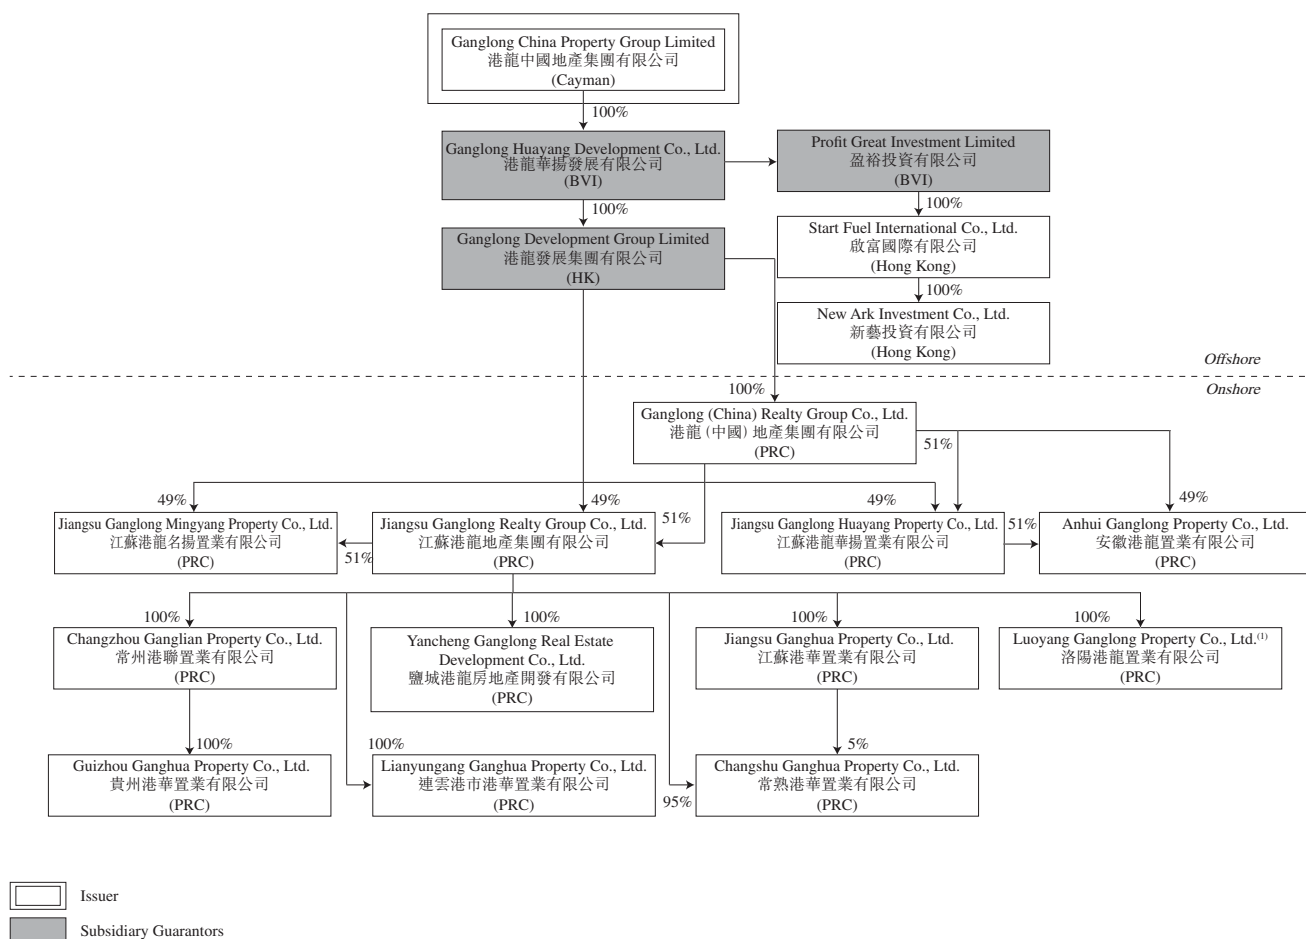 Ganglong China Property Group Limited
港龍中國地產集團有限公司
(Cayman)
100%
Ganglong Huayang Development Co., Ltd.
港龍華揚發展有限公司
(BVI)
Profit Great Investment Limited
盈裕投資有限公司
(BVI)
100%
100%
Ganglong Development Group Limited
港龍發展集團有限公司
(HK)
Start Fuel International Co., Ltd.
啟富國際有限公司
(Hong Kong)
100%
New Ark Investment Co., Ltd.
新藝投資有限公司
(Hong Kong)
Offshore
Onshore
100%
Ganglong (China) Realty Group Co., Ltd.
港龍(中國)地產集團有限公司
(PRC)
51%
49%
49%
49%
49%
51%
51%
51%
Jiangsu Ganglong Mingyang Property Co., Ltd.
江蘇港龍名揚置業有限公司
(PRC)
Jiangsu Ganglong Realty Group Co., Ltd.
江蘇港龍地產集團有限公司
(PRC)
Jiangsu Ganglong Huayang Property Co., Ltd.
江蘇港龍華揚置業有限公司
(PRC)
Anhui Ganglong Property Co., Ltd.
安徽港龍置業有限公司
(PRC)
100%
100%
100%
100%
Changzhou Ganglian Property Co., Ltd.
常州港聯置業有限公司
(PRC)
Yancheng Ganglong Real Estate
Development Co., Ltd.
鹽城港龍房地產開發有限公司
(PRC)
Jiangsu Ganghua Property Co., Ltd.
江蘇港華置業有限公司
(PRC)
Luoyang Ganglong Property Co., Ltd.(1)
洛陽港龍置業有限公司
(PRC)
100%
100%
5%
95%
Guizhou Ganghua Property Co., Ltd.
貴州港華置業有限公司
(PRC)
Lianyungang Ganghua Property Co., Ltd.
連雲港市港華置業有限公司
(PRC)
Changshu Ganghua Property Co., Ltd.
常熟港華置業有限公司
(PRC)
Issuer
Subsidiary Guarantors